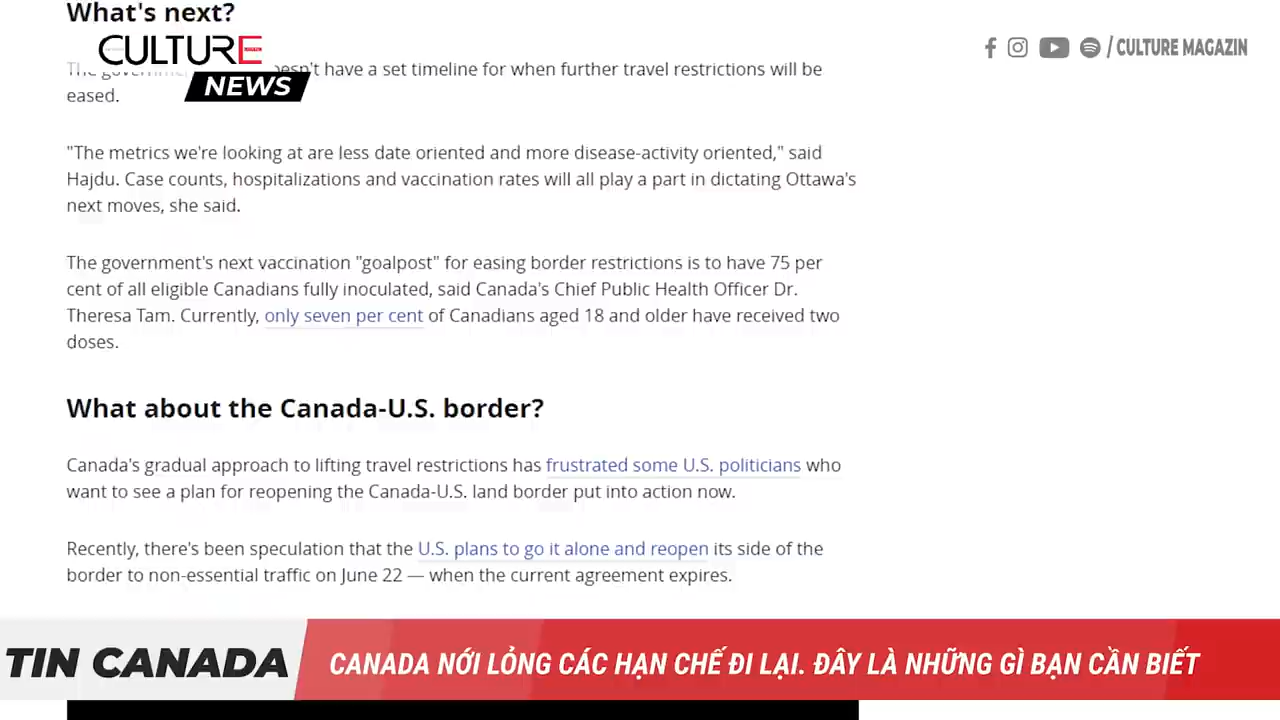 What's next?
CULTURE
NEWS
/ CULTURE MAGAZIN
The esn't have a set timeline for when further travel restrictions will be
eased.
"The metrics we're looking at are less date oriented and more disease-activity oriented," said
Hajdu. Case counts, hospitalizations and vaccination rates will all play a part in dictating Ottawa's
next moves, she said.
The government's next vaccination "goalpost" for easing border restrictions is to have 75 per
cent of all eligible Canadians fully inoculated, said Canada's Chief Public Health Officer Dr.
Theresa Tam. Currently, only seven per cent of Canadians aged 18 and older have received two
doses.
What about the Canada-U.S. border?
Canada's gradual approach to lifting travel restrictions has frustrated some U.S. politicians who
want to see a plan for reopening the Canada-U.S. land border put into action now.
Recently, there's been speculation that the U.S. plans to go it alone and reopen its side of the
border to non-essential traffic on June 22 — when the current agreement expires.
TIN CANADA
CANADA NỚI LỎNG CÁC HẠN CHẾ ĐI LẠI. ĐÂY LÀ NHỮNG GÌ BẠN CẦN BIẾT